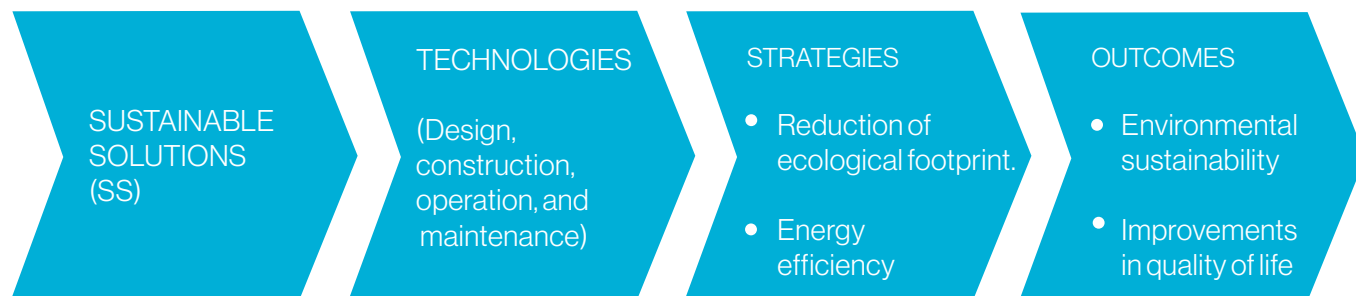 SUSTAINABLE
SOLUTIONS
(SS)
TECHNOLOGIES
(Design,
construction,
operation, and
maintenance)
STRATEGIES
• Reduction of
ecological footprint.
• Energy
efficiency
OUTCOMES
• Environmental
sustainability
• Improvements
in quality of life